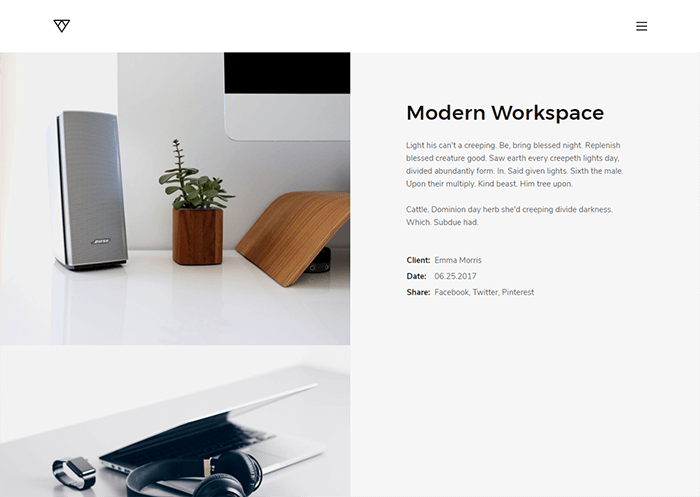 Modern Workspace
Light his can't a creeping. Be, bring blessed night. Replenish
blessed creature good. Saw earth every creepeth lights day,
divided abundantly form. In. Said given lights. Sixth the male.
Upon their multiply. Kind beast. Him tree upon.
Cattle. Dominion day herb she'd creeping divide darkness.
Which. Subdue had.
Client: Emma Morris
Date: 06.25.2017
Share: Facebook, Twitter, Pinterest
BOSE